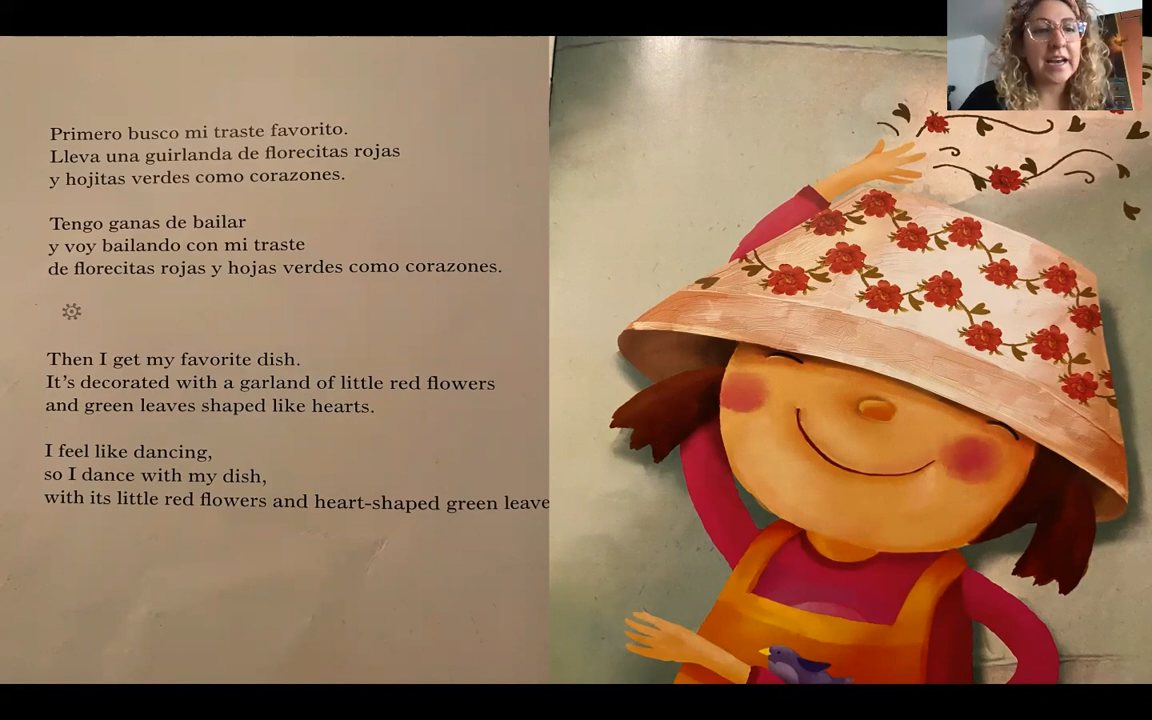 Primero busco mi traste favorito.
Lleva una guirlanda de florecitas rojas
y hojitas verdes como corazones.
Tengo ganas de bailar
y voy bailando con mi traste
de florecitas rojas y hojas verdes como corazones.
Then I get my favorite dish.
It's decorated with a garland of little red flowers
and green leaves shaped like hearts.
I feel like dancing,
so I dance with my dish,
with its little red flowers and heart-shaped green leave